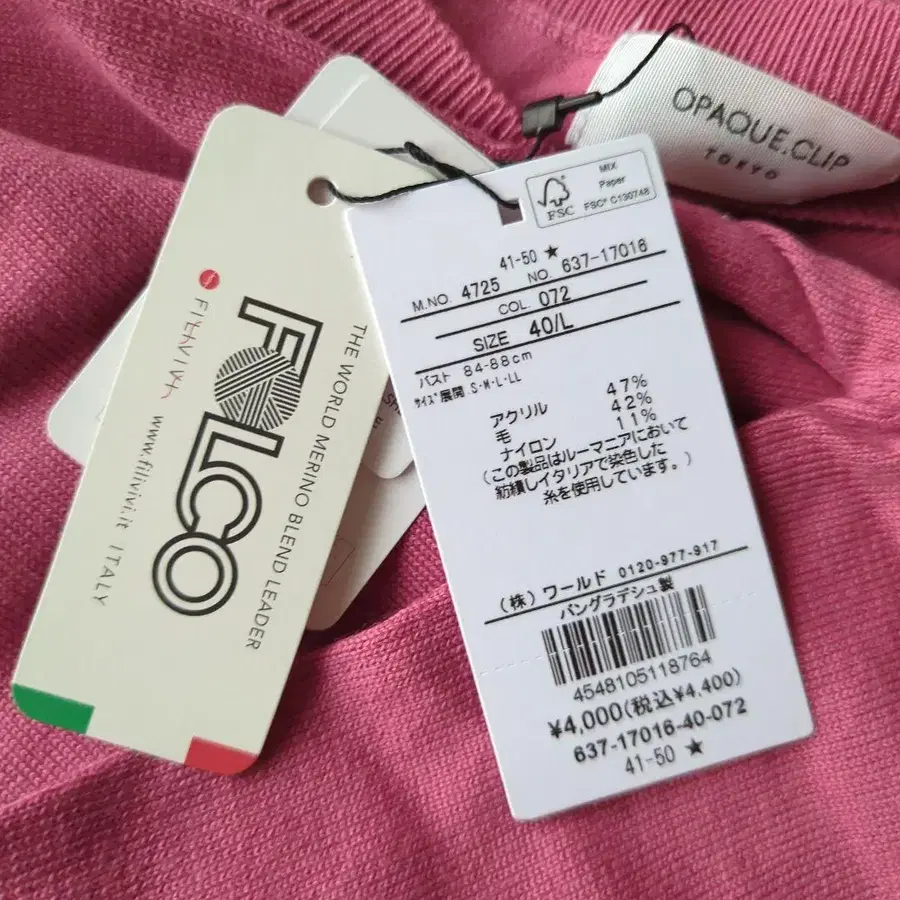 OPAQUE.CLIP
TOKYO
FSC
MIX
Paper
FSC® C130748
41-50 ★
M.NO. 4725 NO. 637-17016
COL. 072
SIZE 40/L
バスト 84-88cm
ｻｲｽﾞ展開 S・M・L・LL
アクリル 47%
毛 42%
ナイロン 11%
(この製品はルーマニアにおいて
紡績しイタリアで染色した
糸を使用しています。)
(株) ワールド 0120-977-917
バングラデシュ製
4548105118764
¥4,000(税込¥4,400)
637-17016-40-072
41-50 ★
THE WORLD MERINO BLEND LEADER
FOLCO
www.filivivi.it ITALY